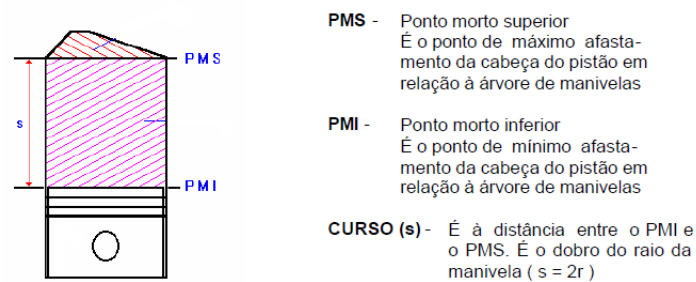 PMS
s
PMI
PMS - Ponto morto superior
É o ponto de máximo afasta-
mento da cabeça do pistão em
relação à árvore de manivelas
PMI - Ponto morto inferior
É o ponto de mínimo afasta-
mento da cabeça do pistão em
relação à árvore de manivelas
CURSO (s) - É à distância entre o PMI e
o PMS. É o dobro do raio da
manivela ( s = 2r )